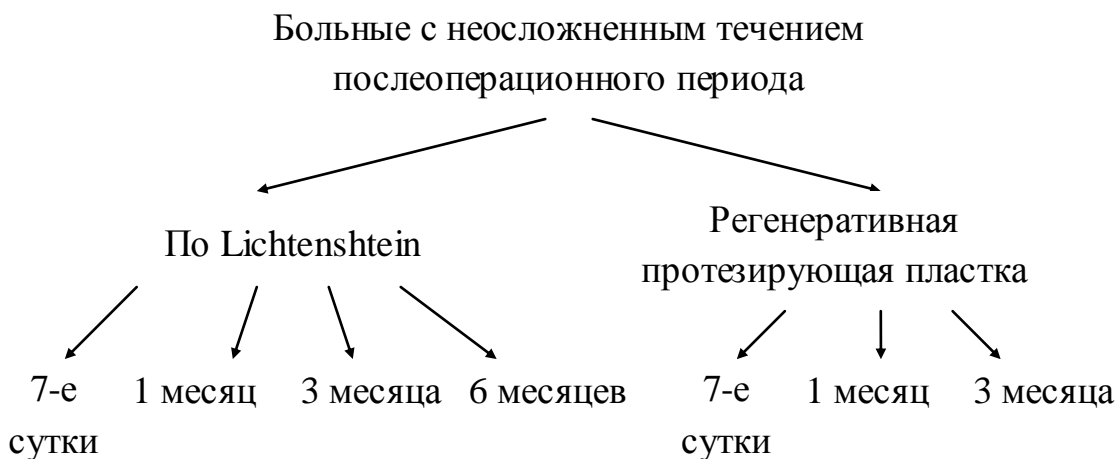 Больные с неосложненным течением
послеоперационного периода
По Lichtenshtein
Регенеративная
протезирующая пластка
7-е
сутки
1 месяц
3 месяца
6 месяцев
7-е
сутки
1 месяц
3 месяца